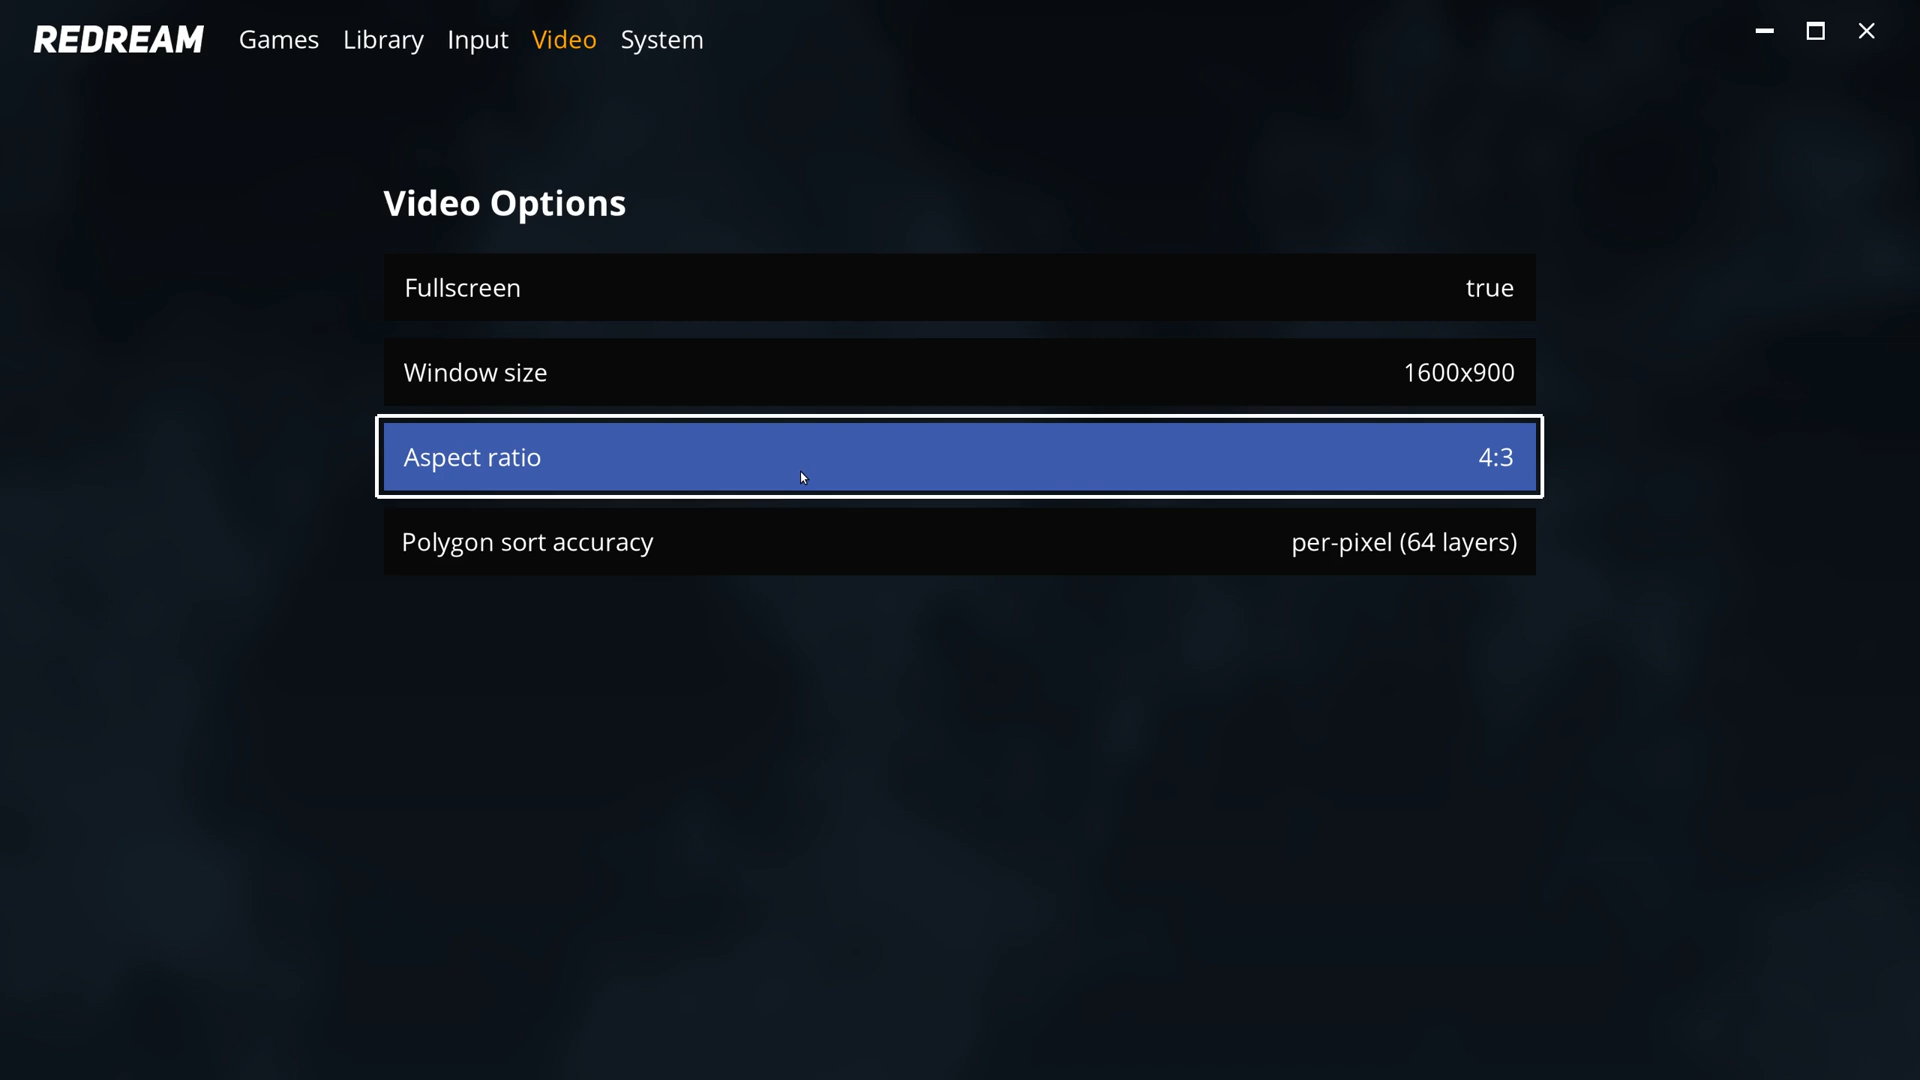 REDREAM Games Library Input Video System
Video Options
Fullscreen true
Window size 1600x900
Aspect ratio 4:3
Polygon sort accuracy per-pixel (64 layers)